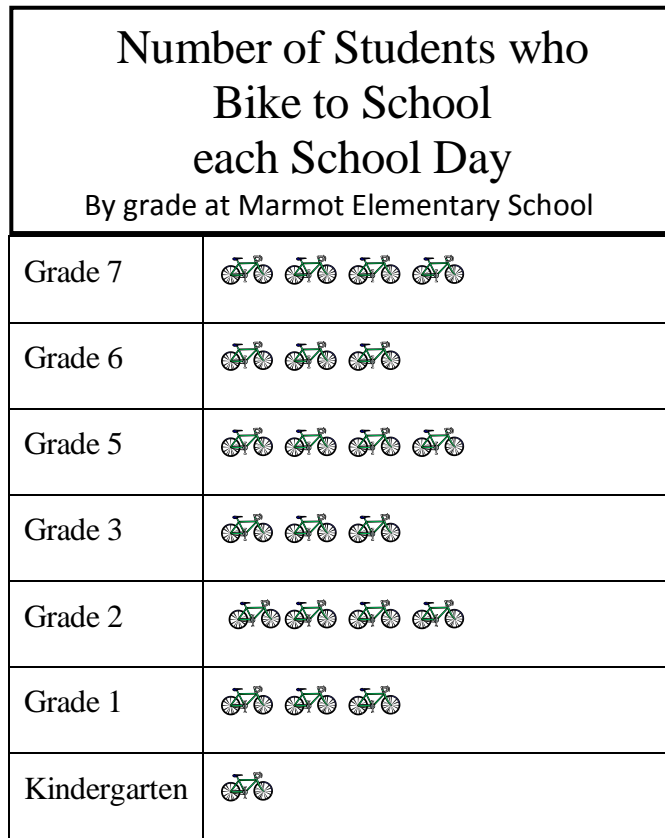 Number of Students who
Bike to School
each School Day
By grade at Marmot Elementary School
Grade 7
Grade 6
Grade 5
Grade 3
Grade 2
Grade 1
Kindergarten